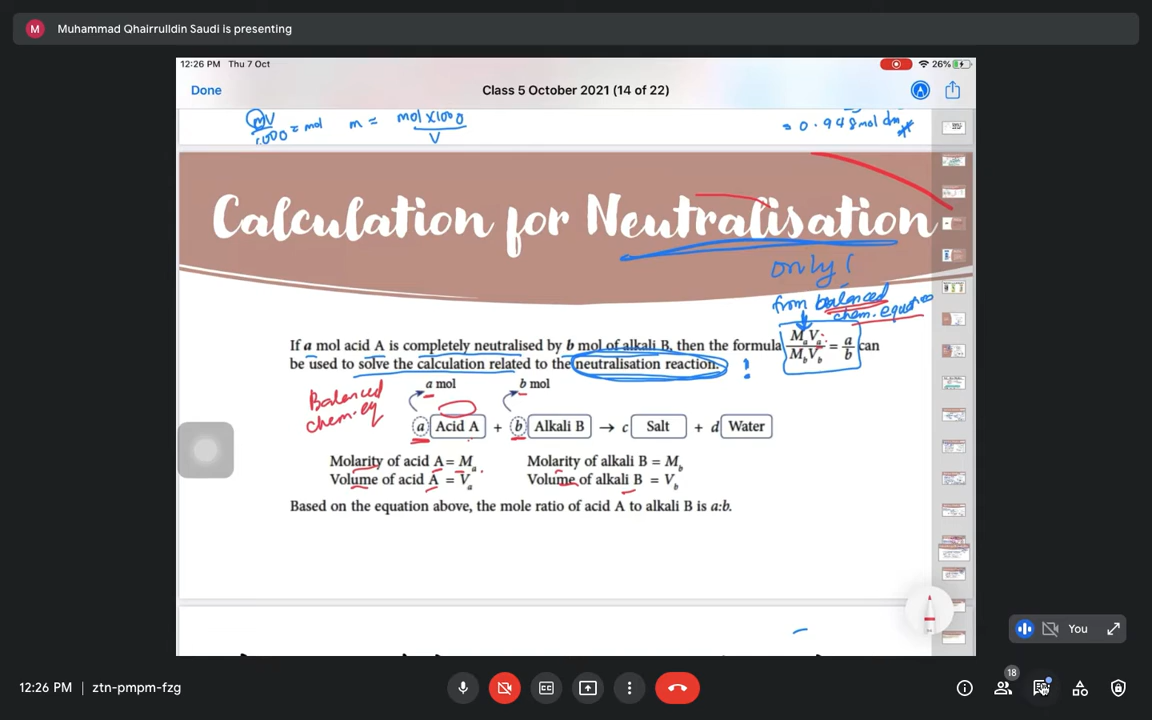 M Muhammad Qhairrulldin Saudi is presenting
12:26 PM Thu 7 Oct
26%
Done
Class 5 October 2021 (14 of 22)
mV/1000 = mol m = mol x 1000/V
= 0.948 mol dm
Calculation for Neutralisation
only!
from balanced
chem. equation
If a mol acid A is completely neutralised by b mol of alkali B, then the formula MaVa/MbVb = a/b can
be used to solve the calculation related to the neutralisation reaction. !
Balanced
chem. eq
a mol b mol
a Acid A + b Alkali B → c Salt + d Water
Molarity of acid A = Ma Molarity of alkali B = Mb
Volume of acid A = Va Volume of alkali B = Vb
Based on the equation above, the mole ratio of acid A to alkali B is a:b.
You
12:26 PM | ztn-pmpm-fzg
CC
18